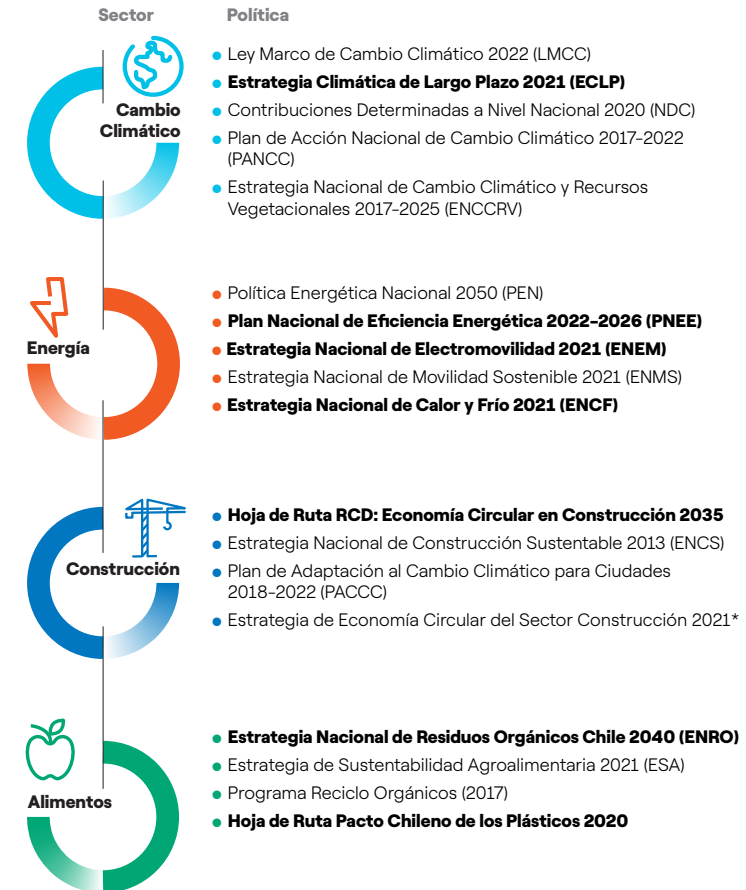 Sector Política
Cambio
Climático
Ley Marco de Cambio Climático 2022 (LMCC)
Estrategia Climática de Largo Plazo 2021 (ECLP)
Contribuciones Determinadas a Nivel Nacional 2020 (NDC)
Plan de Acción Nacional de Cambio Climático 2017-2022
(PANCC)
Estrategia Nacional de Cambio Climático y Recursos
Vegetacionales 2017-2025 (ENCCRV)
Energía
Política Energética Nacional 2050 (PEN)
Plan Nacional de Eficiencia Energética 2022-2026 (PNEE)
Estrategia Nacional de Electromovilidad 2021 (ENEM)
Estrategia Nacional de Movilidad Sostenible 2021 (ENMS)
Estrategia Nacional de Calor y Frío 2021 (ENCF)
Construcción
Hoja de Ruta RCD: Economía Circular en Construcción 2035
Estrategia Nacional de Construcción Sustentable 2013 (ENCS)
Plan de Adaptación al Cambio Climático para Ciudades
2018-2022 (PACCC)
Estrategia de Economía Circular del Sector Construcción 2021*
Alimentos
Estrategia Nacional de Residuos Orgánicos Chile 2040 (ENRO)
Estrategia de Sustentabilidad Agroalimentaria 2021 (ESA)
Programa Reciclo Orgánicos (2017)
Hoja de Ruta Pacto Chileno de los Plásticos 2020